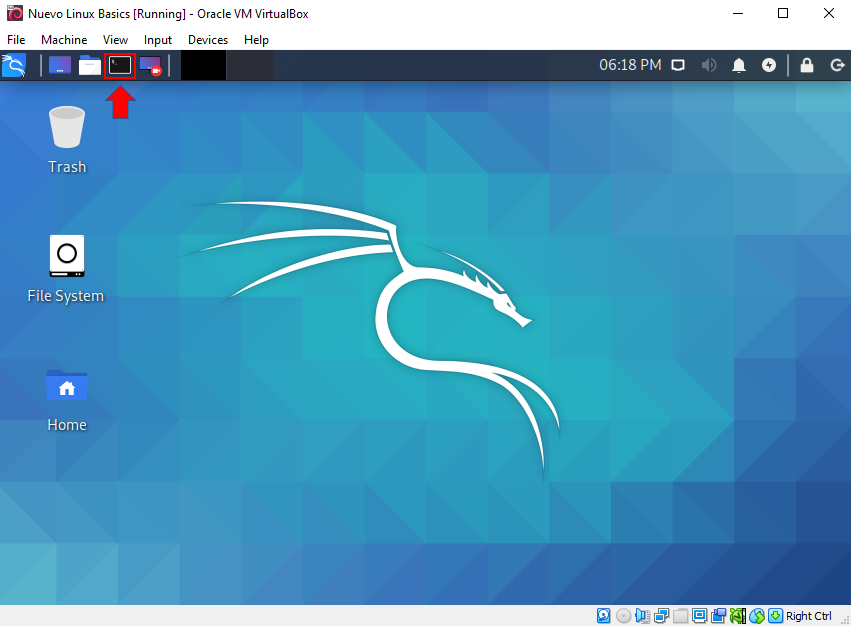 Nuevo Linux Basics [Running] - Oracle VM VirtualBox
File Machine View Input Devices Help
06:18 PM
Trash
File System
Home
Right Ctrl